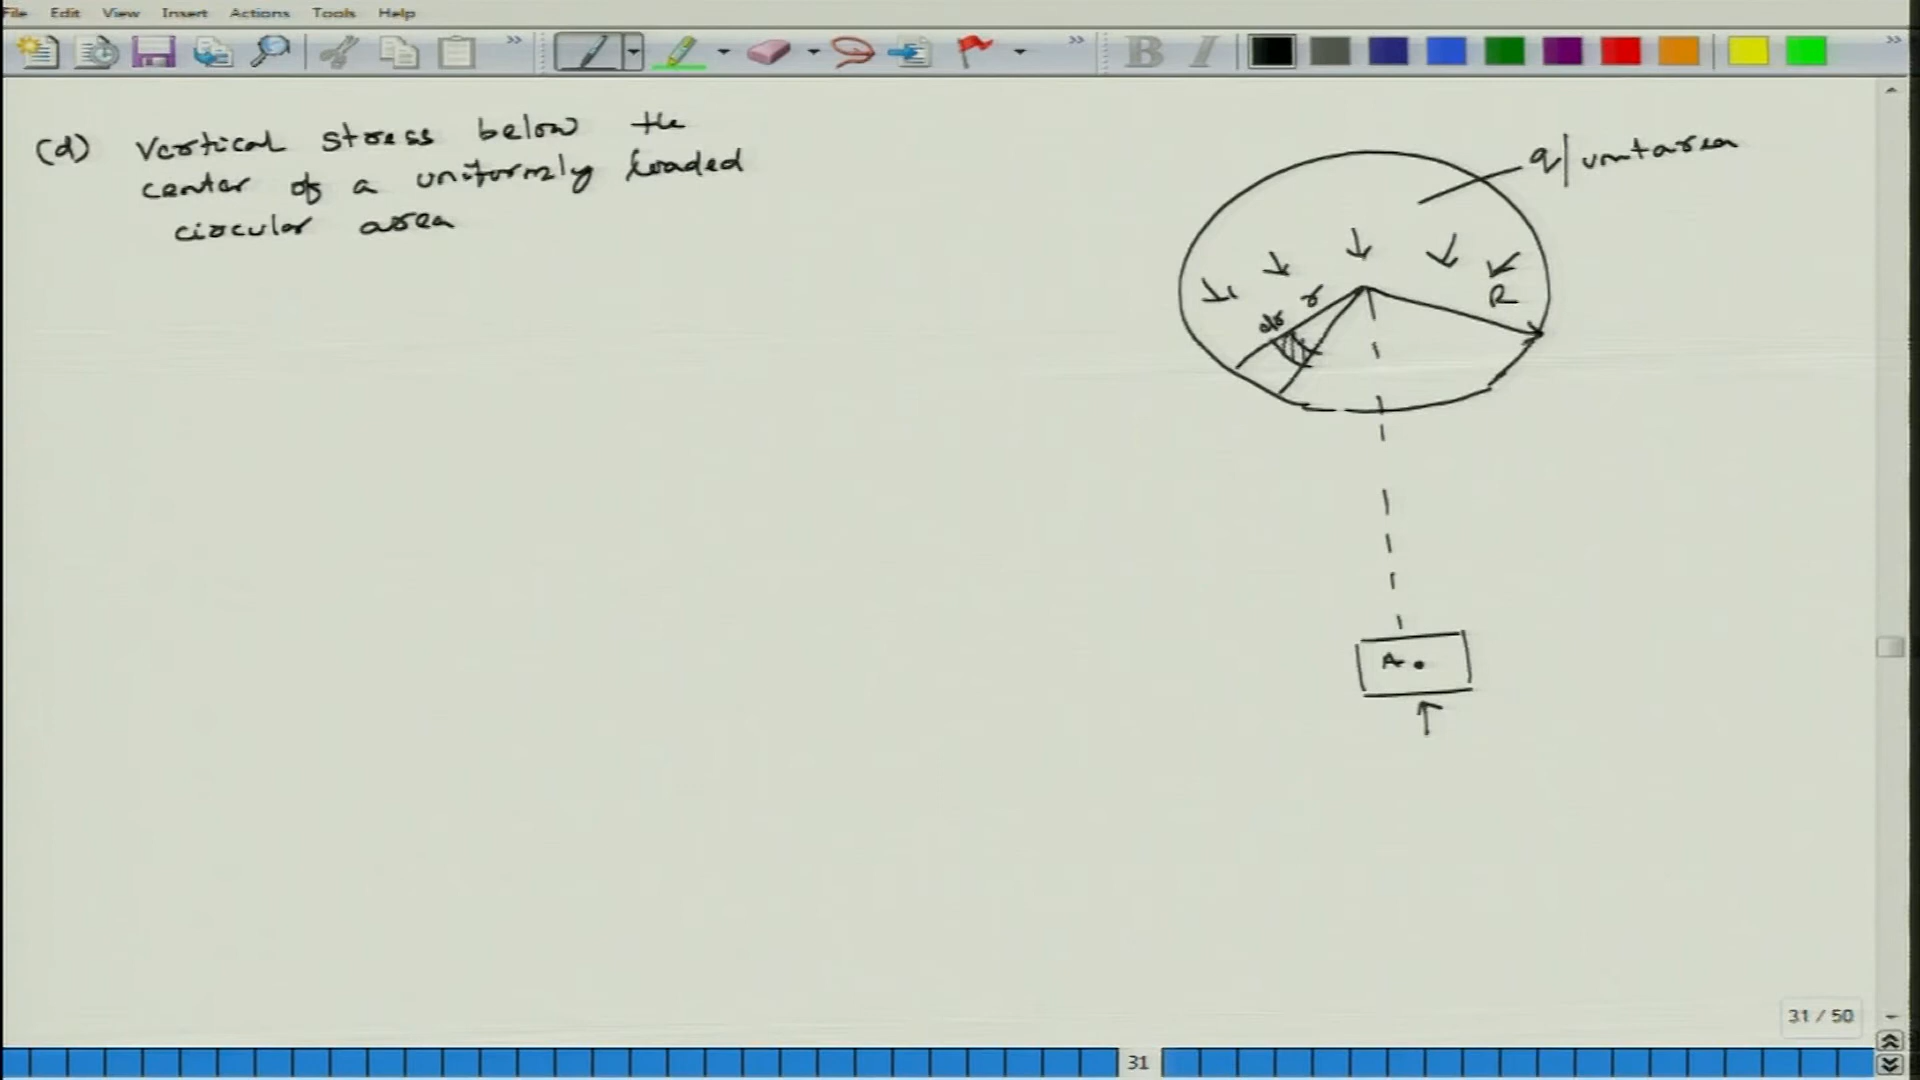 File Edit View Insert Actions Tools Help
B I
(d) Vertical stress below the
center of a uniformly loaded
circular area
q/unit area
R
r
dr
A
31 / 50
31